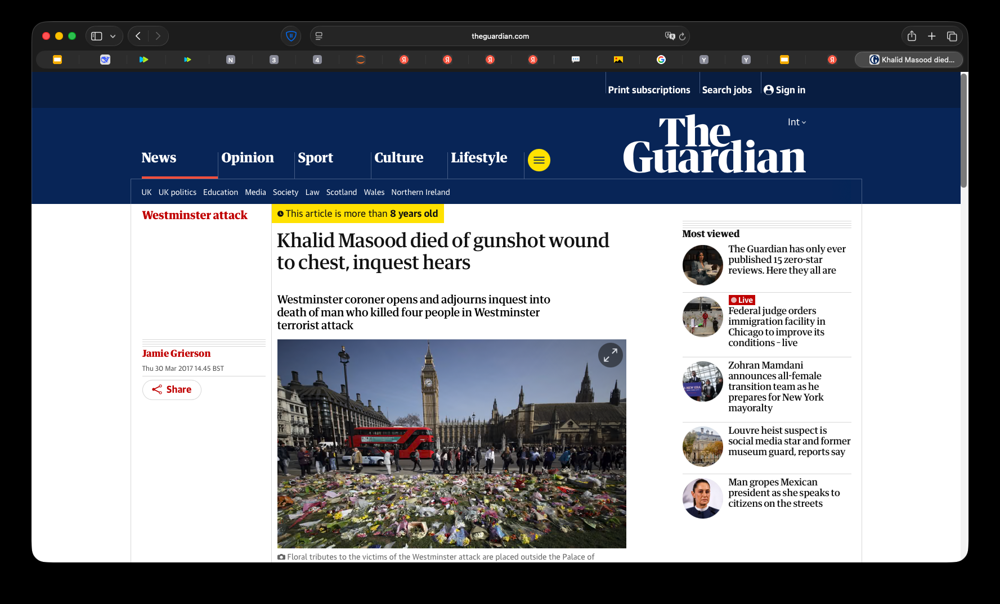 theguardian.com
N
3
4
Я
Я
Я
Я
G
Y
Y
Я
G
Khalid Masood died...
Print subscriptions
Search jobs
Sign in
The
Guardian
Int
News
Opinion
Sport
Culture
Lifestyle
UK
UK politics
Education
Media
Society
Law
Scotland
Wales
Northern Ireland
Westminster attack
This article is more than 8 years old
Khalid Masood died of gunshot wound
to chest, inquest hears
Westminster coroner opens and adjourns inquest into
death of man who killed four people in Westminster
terrorist attack
Jamie Grierson
Thu 30 Mar 2017 14.45 BST
Share
Floral tributes to the victims of the Westminster attack are placed outside the Palace of
Most viewed
The Guardian has only ever
published 15 zero-star
reviews. Here they all are
Live
Federal judge orders
immigration facility in
Chicago to improve its
conditions – live
A NEW ERA
Zohran Mamdani
announces all-female
transition team as he
prepares for New York
mayoralty
Louvre heist suspect is
social media star and former
museum guard, reports say
Man gropes Mexican
president as she speaks to
citizens on the streets